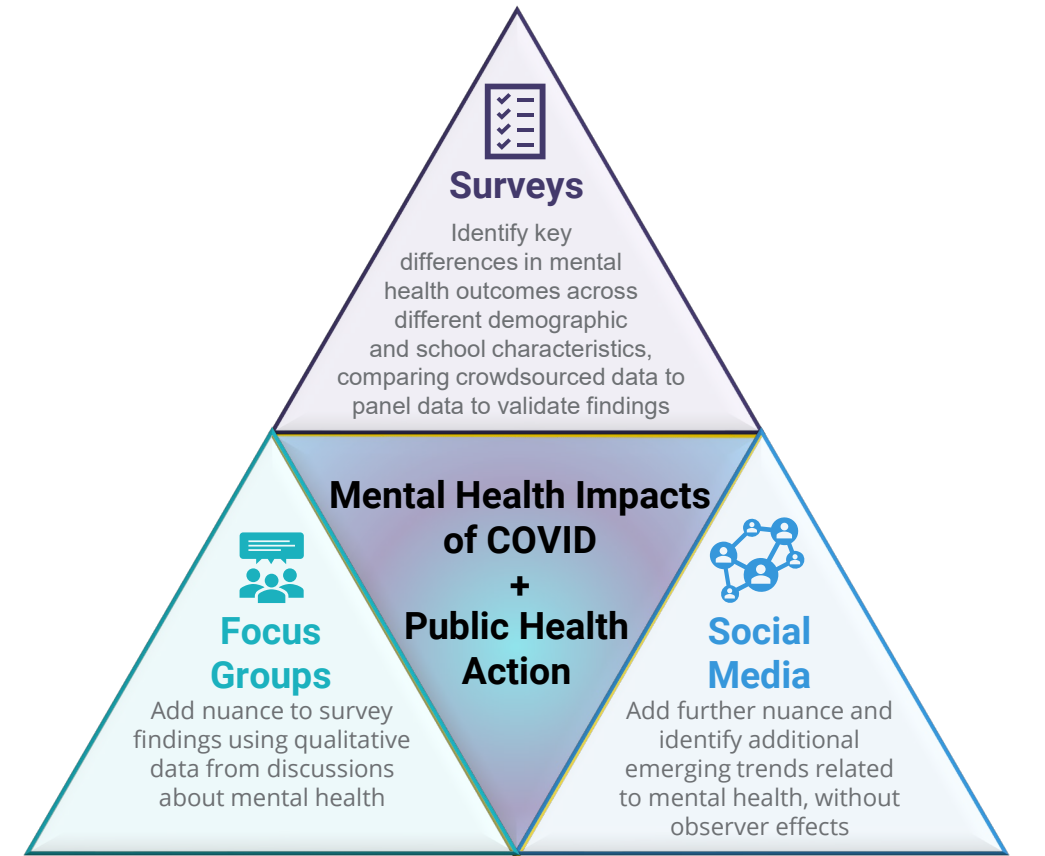 Surveys
Identify key
differences in mental
health outcomes across
different demographic
and school characteristics,
comparing crowdsourced data to
panel data to validate findings
Mental Health Impacts
of COVID
+
Public Health
Action
Focus
Groups
Add nuance to survey
findings using qualitative
data from discussions
about mental health
Social
Media
Add further nuance and
identify additional
emerging trends related
to mental health, without
observer effects